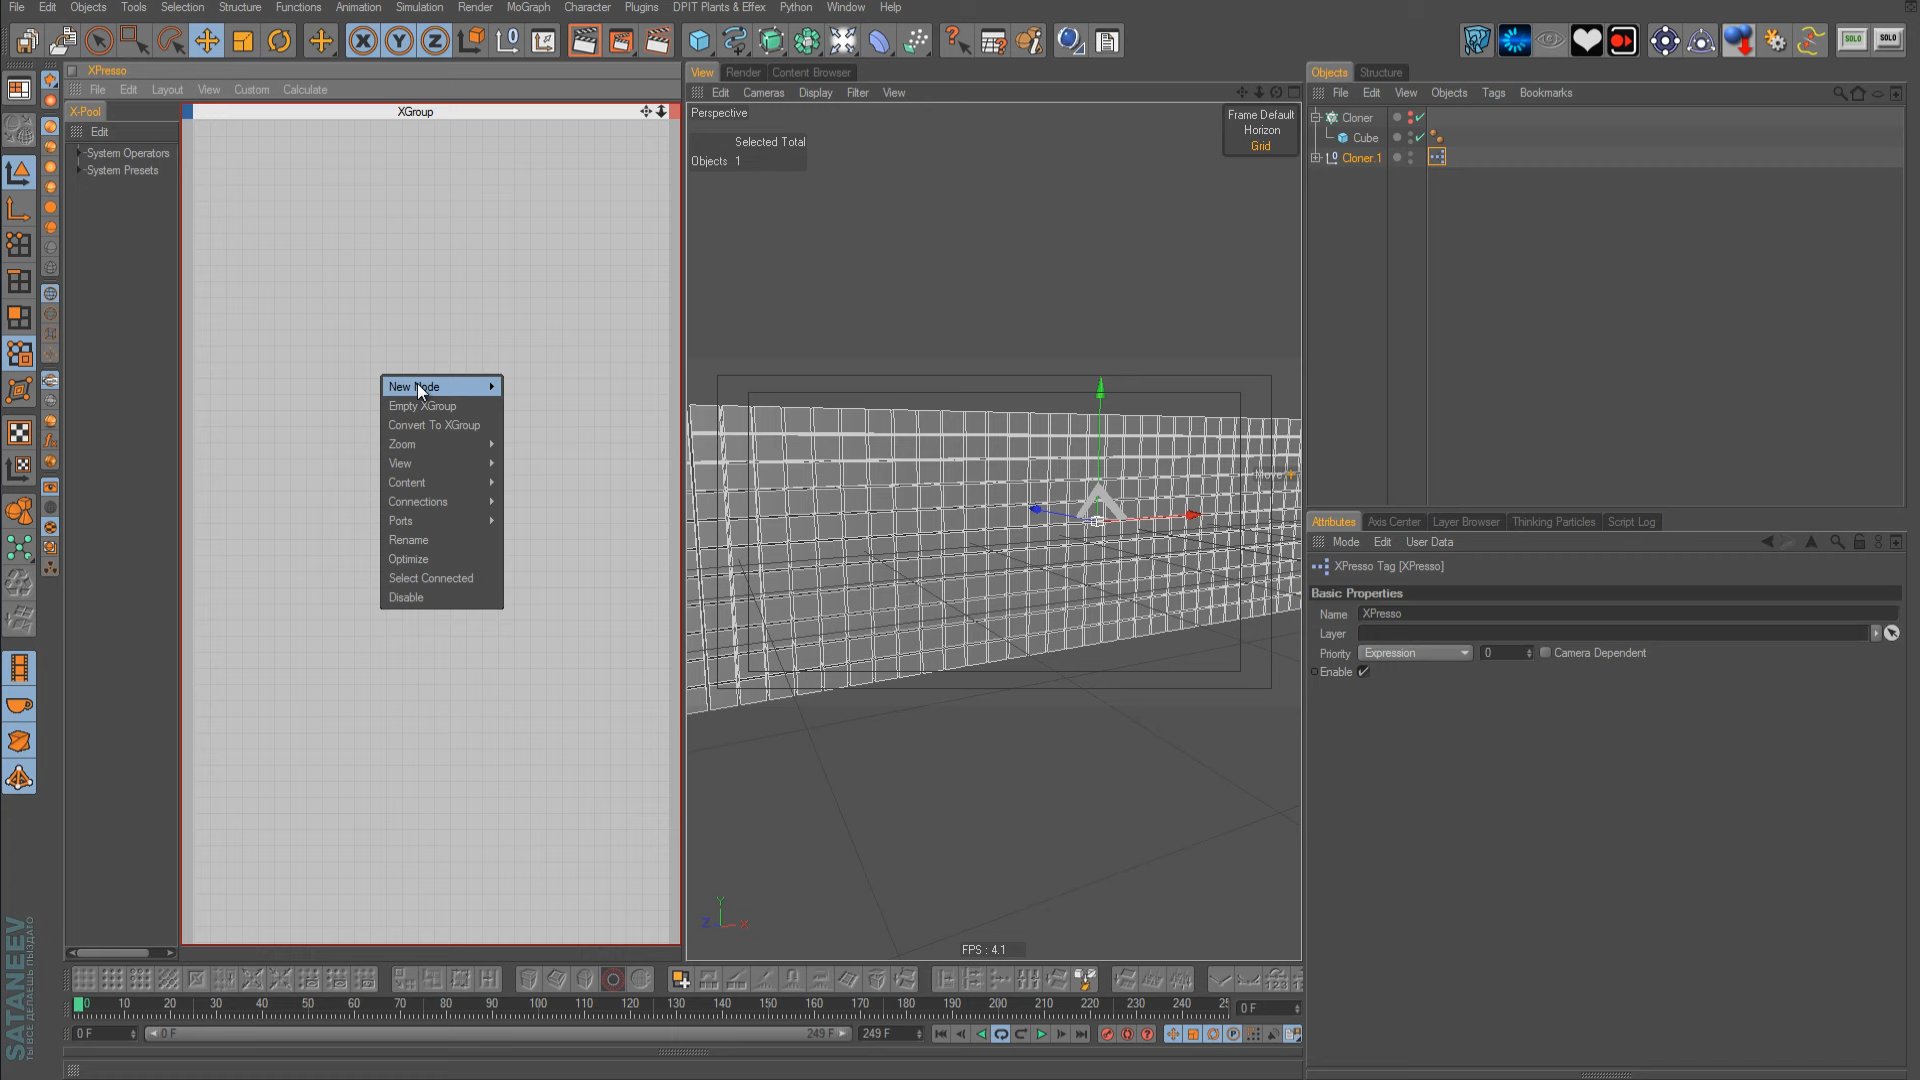 File Edit Objects Tools Selection Structure Functions Animation Simulation Render MoGraph Character Plugins DPIT Plants & Effex Python Window Help
SOLO SOLO
XPresso
File Edit Layout View Custom Calculate
X-Pool
Edit
System Operators
System Presets
XGroup
New Node
Empty XGroup
Convert To XGroup
Zoom
View
Content
Connections
Ports
Rename
Optimize
Select Connected
Disable
View Render Content Browser
Edit Cameras Display Filter View
Perspective
Selected Total
Objects 1
Frame Default
Horizon
Grid
Move
Y
Z X
FPS : 4.1
Objects Structure
File Edit View Objects Tags Bookmarks
Cloner
Cube
Cloner.1
Attributes Axis Center Layer Browser Thinking Particles Script Log
Mode Edit User Data
XPresso Tag [XPresso]
Basic Properties
Name XPresso
Layer
Priority Expression 0 Camera Dependent
Enable
0 10 20 30 40 50 60 70 80 90 100 110 120 130 140 150 160 170 180 190 200 210 220 230 240 0 F
0 F 0 F 249 F 249 F
SATANEEV
ТЫ ВСЕ ДЕЛАЕШЬ ПЫЗДАТО